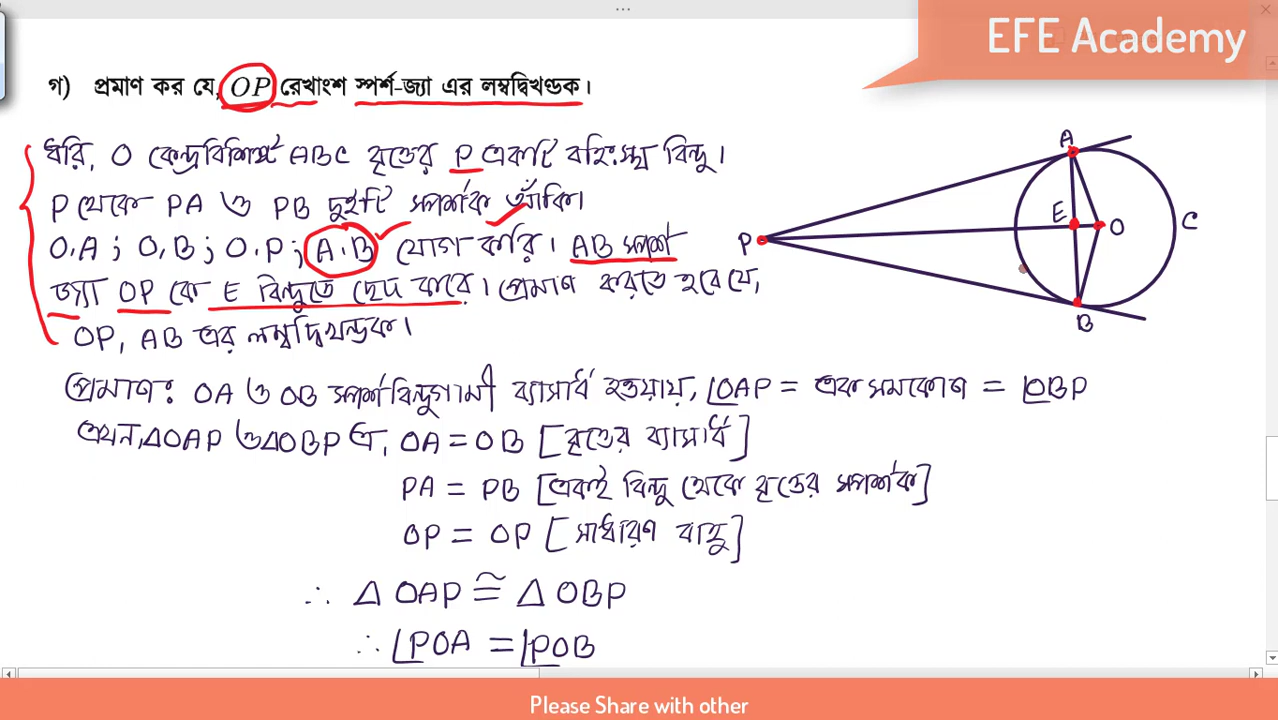 EFE Academy
গ) প্রমাণ কর যে, OP রেখাংশ স্পর্শ-জ্যা এর লম্বদ্বিখণ্ডক।
ধরি, O কেন্দ্রবিশিষ্ট ABC বৃত্তের P একটি বহিঃস্থ বিন্দু।
P থেকে PA ও PB দুইটি স্পর্শক আঁকি।
O,A; O,B; O,P; A,B যোগ করি। AB স্পর্শ
জ্যা OP কে E বিন্দুতে ছেদ করে। প্রমাণ করতে হবে যে,
OP, AB এর লম্বদ্বিখন্ডক।
A
E
O
C
P
B
প্রমাণঃ OA ও OB স্পর্শবিন্দুগামী ব্যাসার্ধ হওয়ায়, ∠OAP = এক সমকোণ = ∠OBP
এখন, ΔOAP ও ΔOBP এ, OA = OB [বৃত্তের ব্যাসার্ধ]
PA = PB [একই বিন্দু থেকে বৃত্তের স্পর্শক]
OP = OP [সাধারণ বাহু]
∴ Δ OAP ≅ Δ OBP
∴ ∠POA = ∠POB
Please Share with other